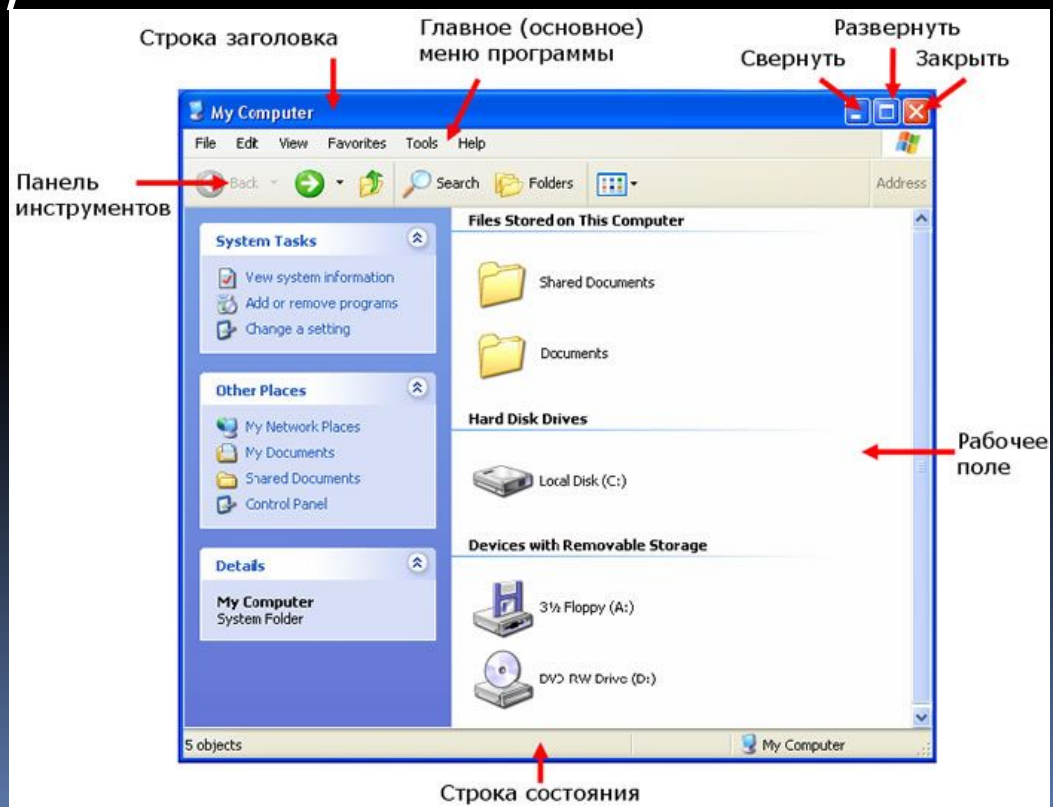 Строка заголовка
Главное (основное)
меню программы
Развернуть
Свернуть
Закрыть
My Computer
File Edit View Favorites Tools Help
Панель
инструментов
Back Search Folders Address
System Tasks
View system information
Add or remove programs
Change a setting
Other Places
My Network Places
My Documents
Shared Documents
Control Panel
Details
My Computer
System Folder
Files Stored on This Computer
Shared Documents
Documents
Hard Disk Drives
Local Disk (C:)
Devices with Removable Storage
3½ Floppy (A:)
DVD RW Drive (D:)
Рабочее
поле
5 objects
My Computer
Строка состояния